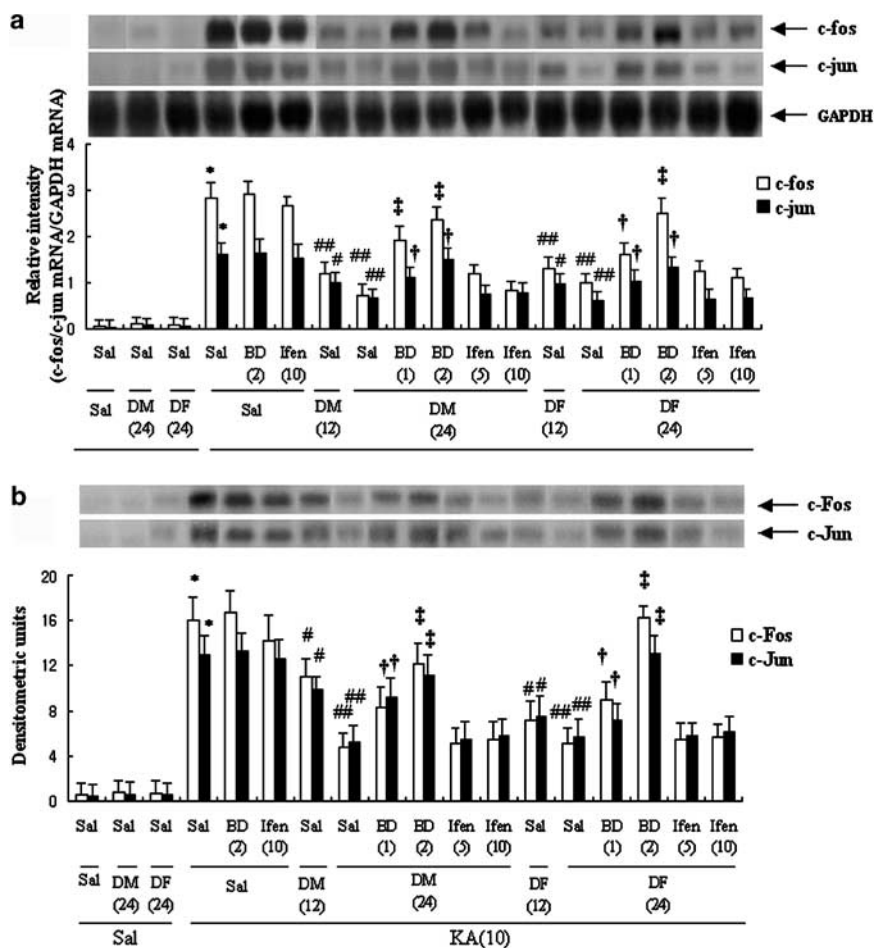 a
c-fos
c-jun
GAPDH
Relative intensity
(c-fos/c-jun mRNA/GAPDH mRNA)
4
3
2
1
0
* * ## # ## ## ‡ † ‡ † ## # ## ## † † ‡ †
c-fos
c-jun
Sal Sal Sal Sal BD Ifen Sal Sal BD BD Ifen Ifen Sal Sal BD BD Ifen Ifen
(2) (10) (1) (2) (5) (10) (1) (2) (5) (10)
Sal DM DF Sal DM DM DF DF
(24) (24) (12) (24) (12) (24)
b
c-Fos
c-Jun
Densitometric units
20
16
12
8
4
0
* * # # ## ## † † ‡ ‡ # # ## ## † † ‡ ‡
c-Fos
c-Jun
Sal Sal Sal Sal BD Ifen Sal Sal BD BD Ifen Ifen Sal Sal BD BD Ifen Ifen
(2) (10) (1) (2) (5) (10) (1) (2) (5) (10)
Sal DM DF Sal DM DM DF DF
(24) (24) (12) (24) (12) (24)
Sal KA(10)